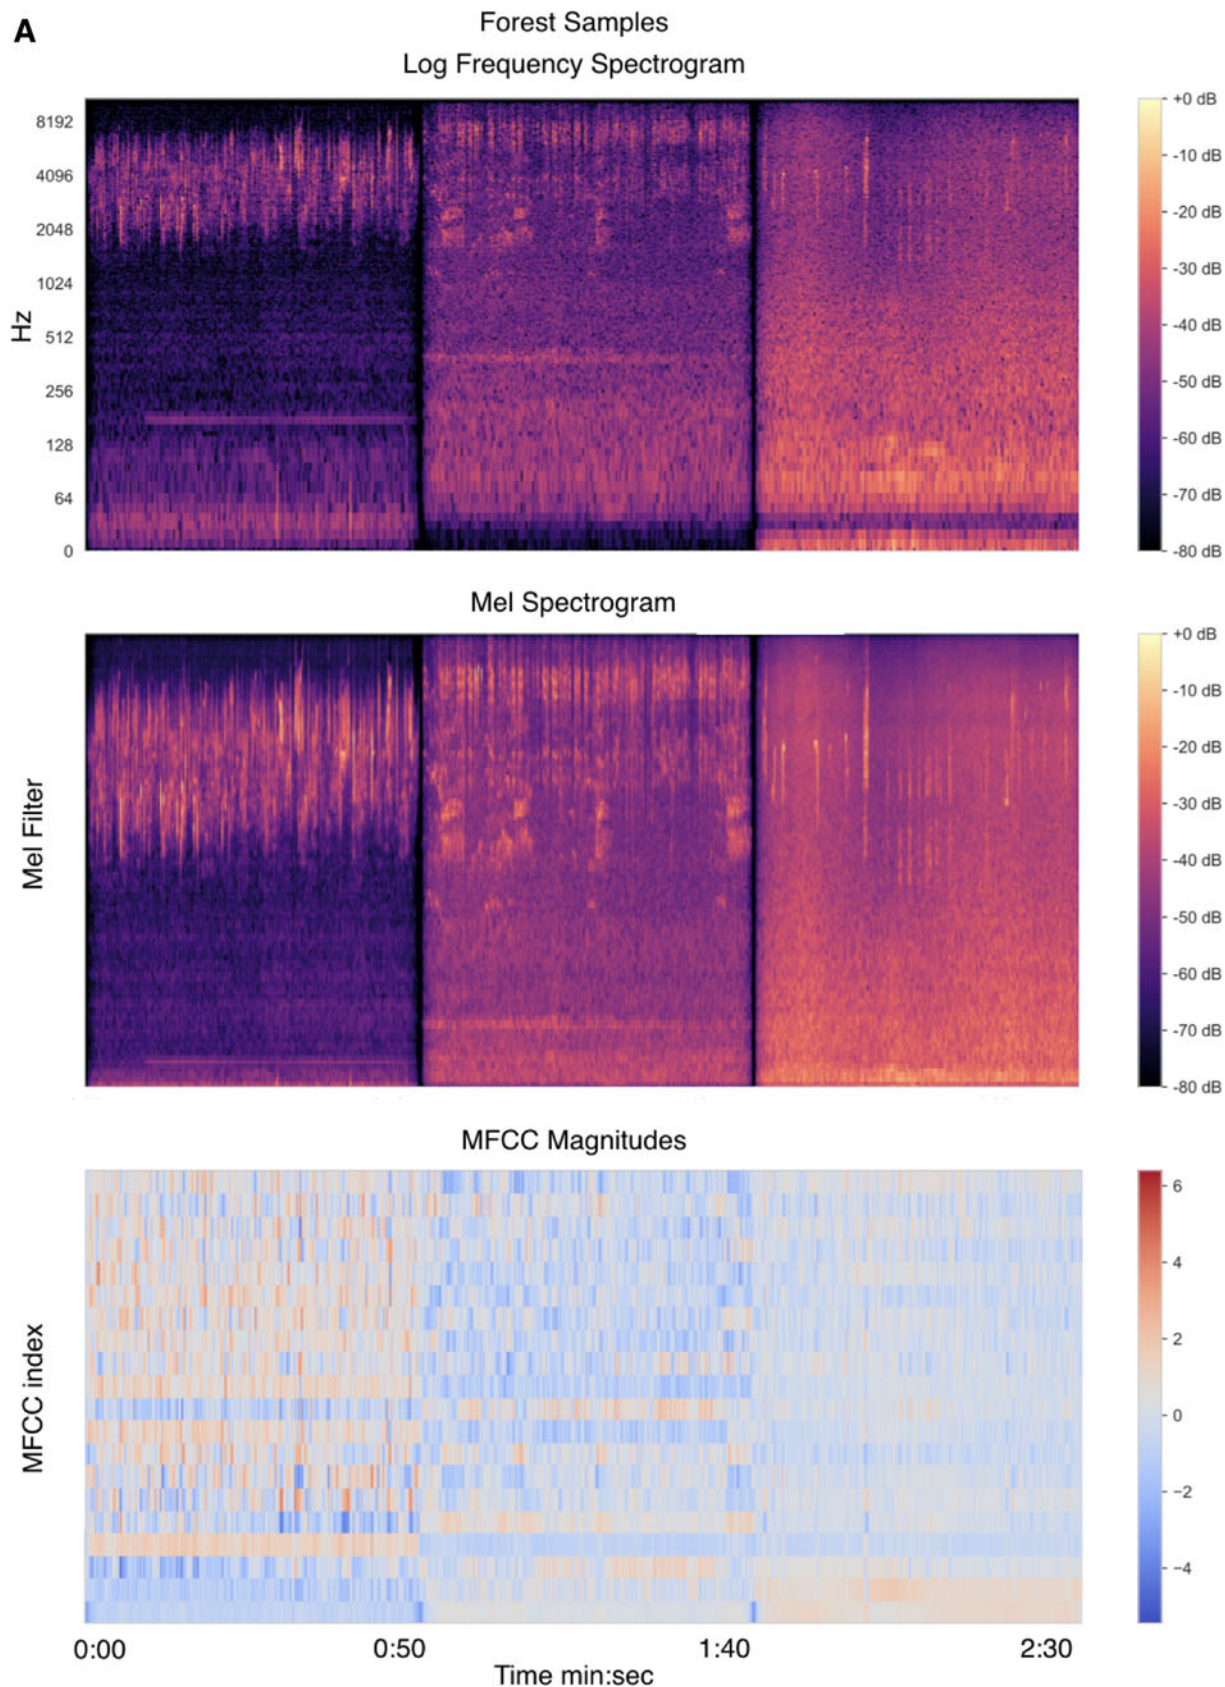 A
Forest Samples
Log Frequency Spectrogram
Hz
8192
4096
2048
1024
512
256
128
64
0
+0 dB
-10 dB
-20 dB
-30 dB
-40 dB
-50 dB
-60 dB
-70 dB
-80 dB
Mel Spectrogram
Mel Filter
+0 dB
-10 dB
-20 dB
-30 dB
-40 dB
-50 dB
-60 dB
-70 dB
-80 dB
MFCC Magnitudes
MFCC index
6
4
2
0
−2
−4
0:00 0:50 1:40 2:30
Time min:sec